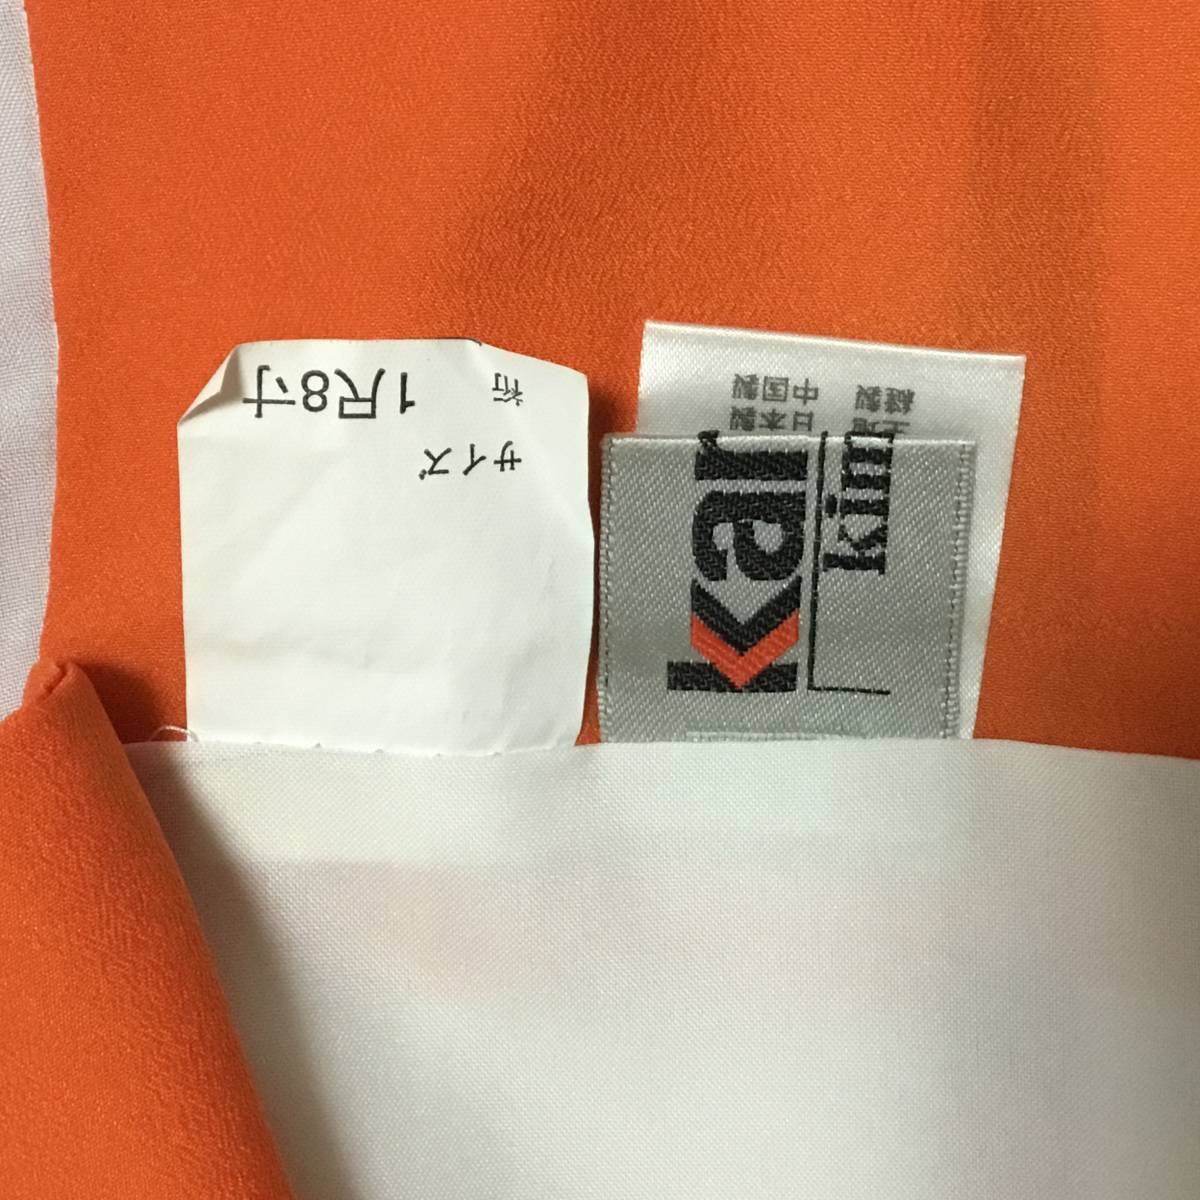 サイズ
裄 1尺8寸
kar
kim
生地 日本製
縫製 中国製